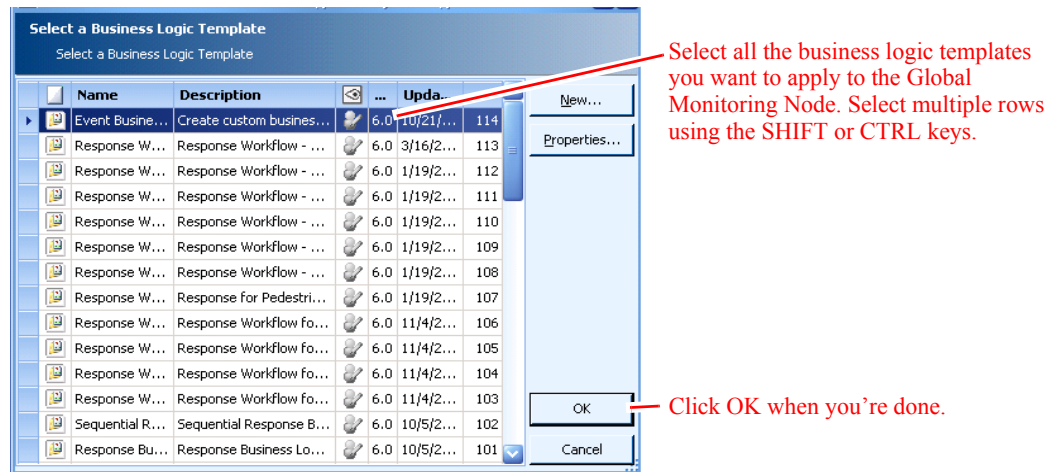 Select a Business Logic Template
Select a Business Logic Template
Name Description ... Upda...
Event Busine... Create custom busines... 6.0 10/21/... 114
Response W... Response Workflow - ... 6.0 3/16/2... 113
Response W... Response Workflow - ... 6.0 1/19/2... 112
Response W... Response Workflow - ... 6.0 1/19/2... 111
Response W... Response Workflow - ... 6.0 1/19/2... 110
Response W... Response Workflow - ... 6.0 1/19/2... 109
Response W... Response Workflow - ... 6.0 1/19/2... 108
Response W... Response for Pedestri... 6.0 1/19/2... 107
Response W... Response Workflow fo... 6.0 11/4/2... 106
Response W... Response Workflow fo... 6.0 11/4/2... 105
Response W... Response Workflow fo... 6.0 11/4/2... 104
Response W... Response Workflow fo... 6.0 11/4/2... 103
Sequential R... Sequential Response B... 6.0 10/5/2... 102
Response Bu... Response Business Lo... 6.0 10/5/2... 101
New...
Properties...
OK
Cancel
Select all the business logic templates
you want to apply to the Global
Monitoring Node. Select multiple rows
using the SHIFT or CTRL keys.
Click OK when you’re done.